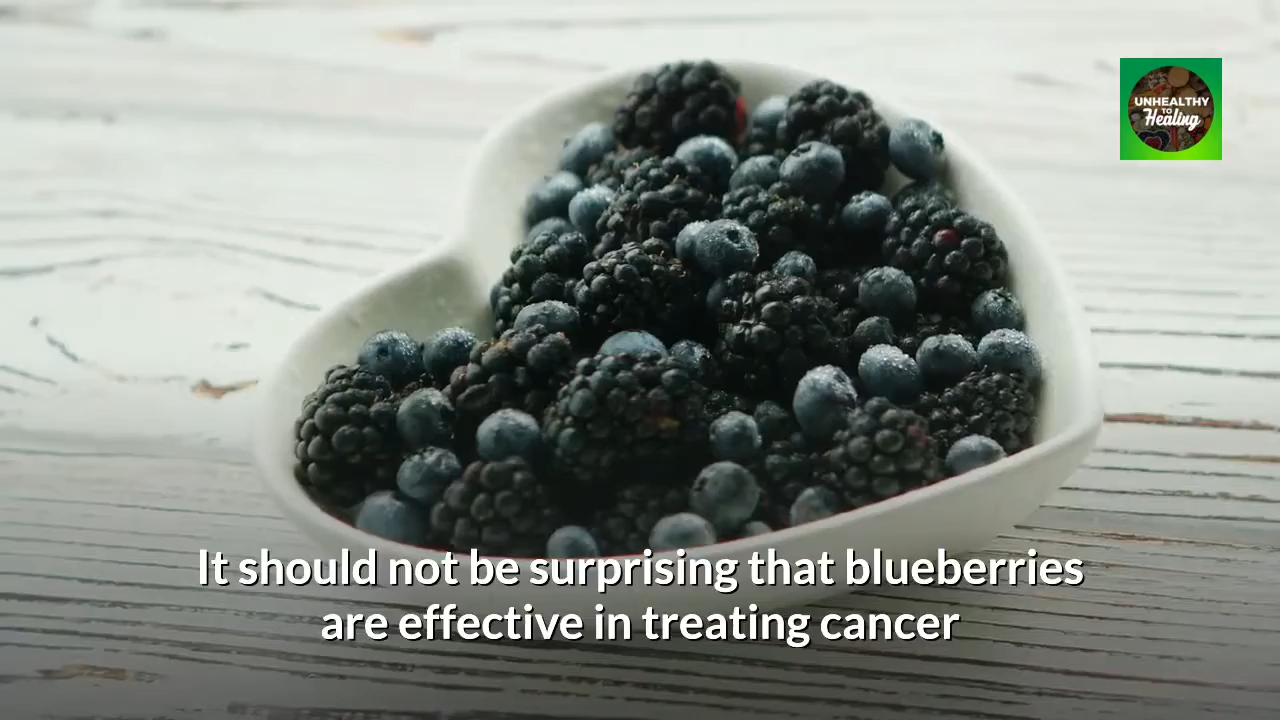 UNHEALTHY
TO
Healing
It should not be surprising that blueberries
are effective in treating cancer